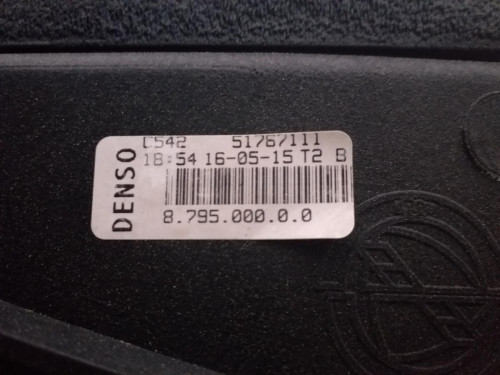 DENSO
C542 51767111
18:54 16-05-15 T2 B
8.795.000.0.0